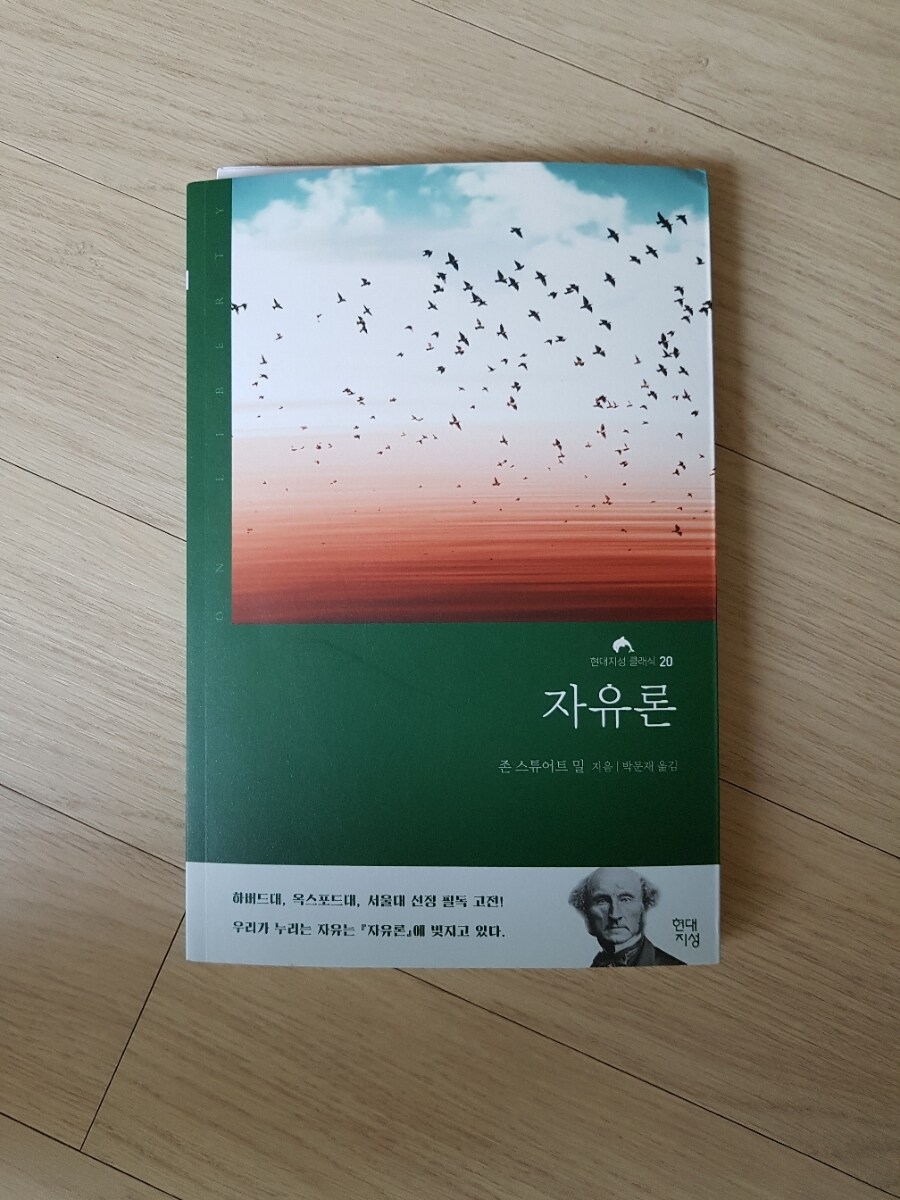 ON LIBERTY
현대지성 클래식 20
자유론
존 스튜어트 밀 지음 | 박문재 옮김
하버드대, 옥스포드대, 서울대 선정 필독 고전!
우리가 누리는 자유는 『자유론』에 빚지고 있다.
현대
지성